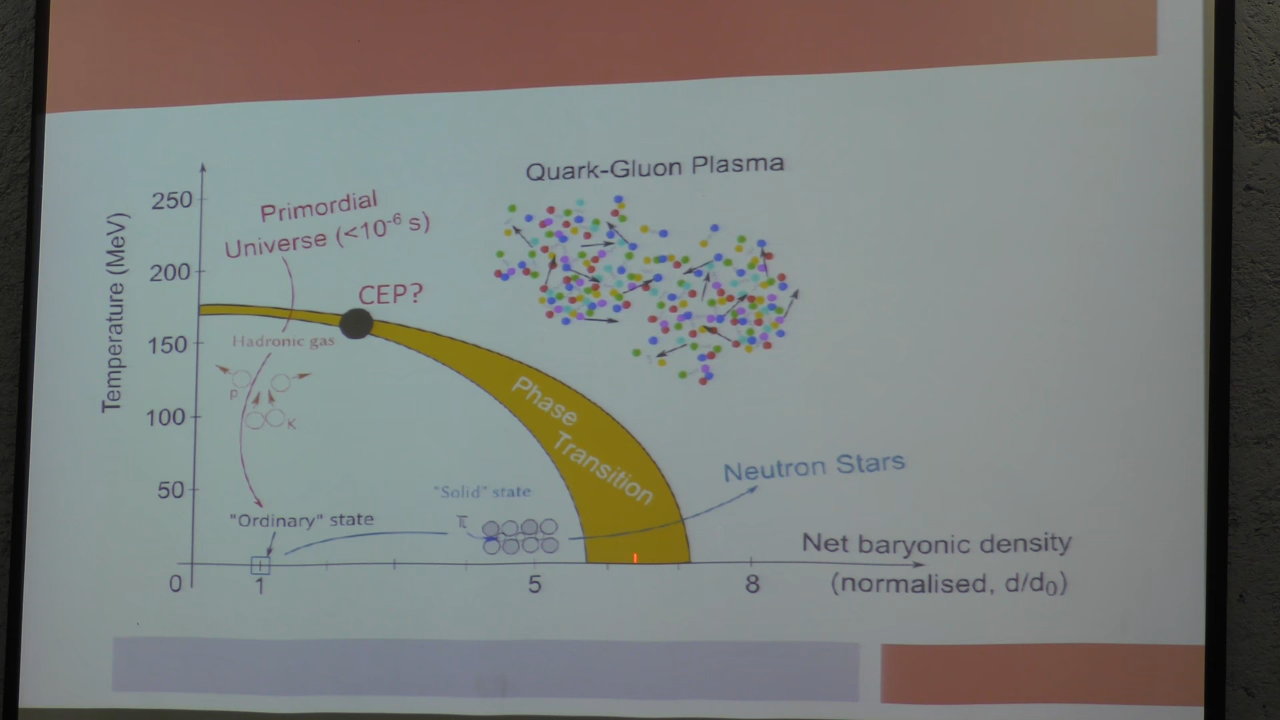 Quark-Gluon Plasma
250
200
150
100
50
0
Temperature (MeV)
Primordial
Universe (<10⁻⁶ s)
CEP?
Hadronic gas
P
K
Phase
Transition
Neutron Stars
"Solid" state
π
"Ordinary" state
1
5
8
Net baryonic density
(normalised, d/d₀)